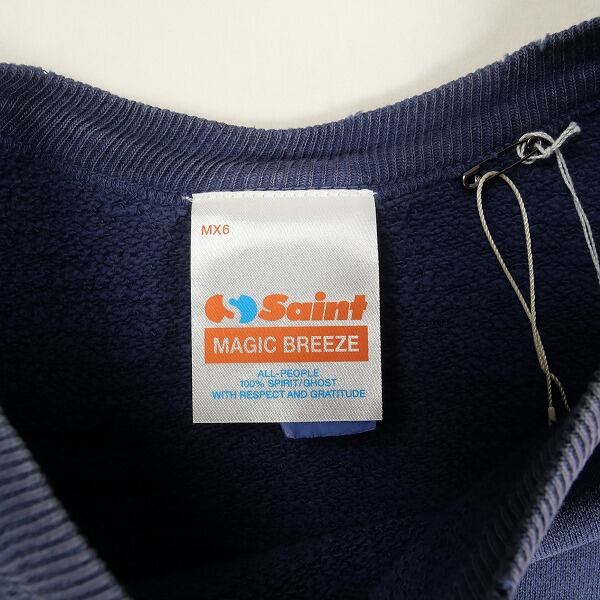 MX6
Saint
MAGIC BREEZE
ALL-PEOPLE
100% SPIRIT/GHOST
WITH RESPECT AND GRATITUDE